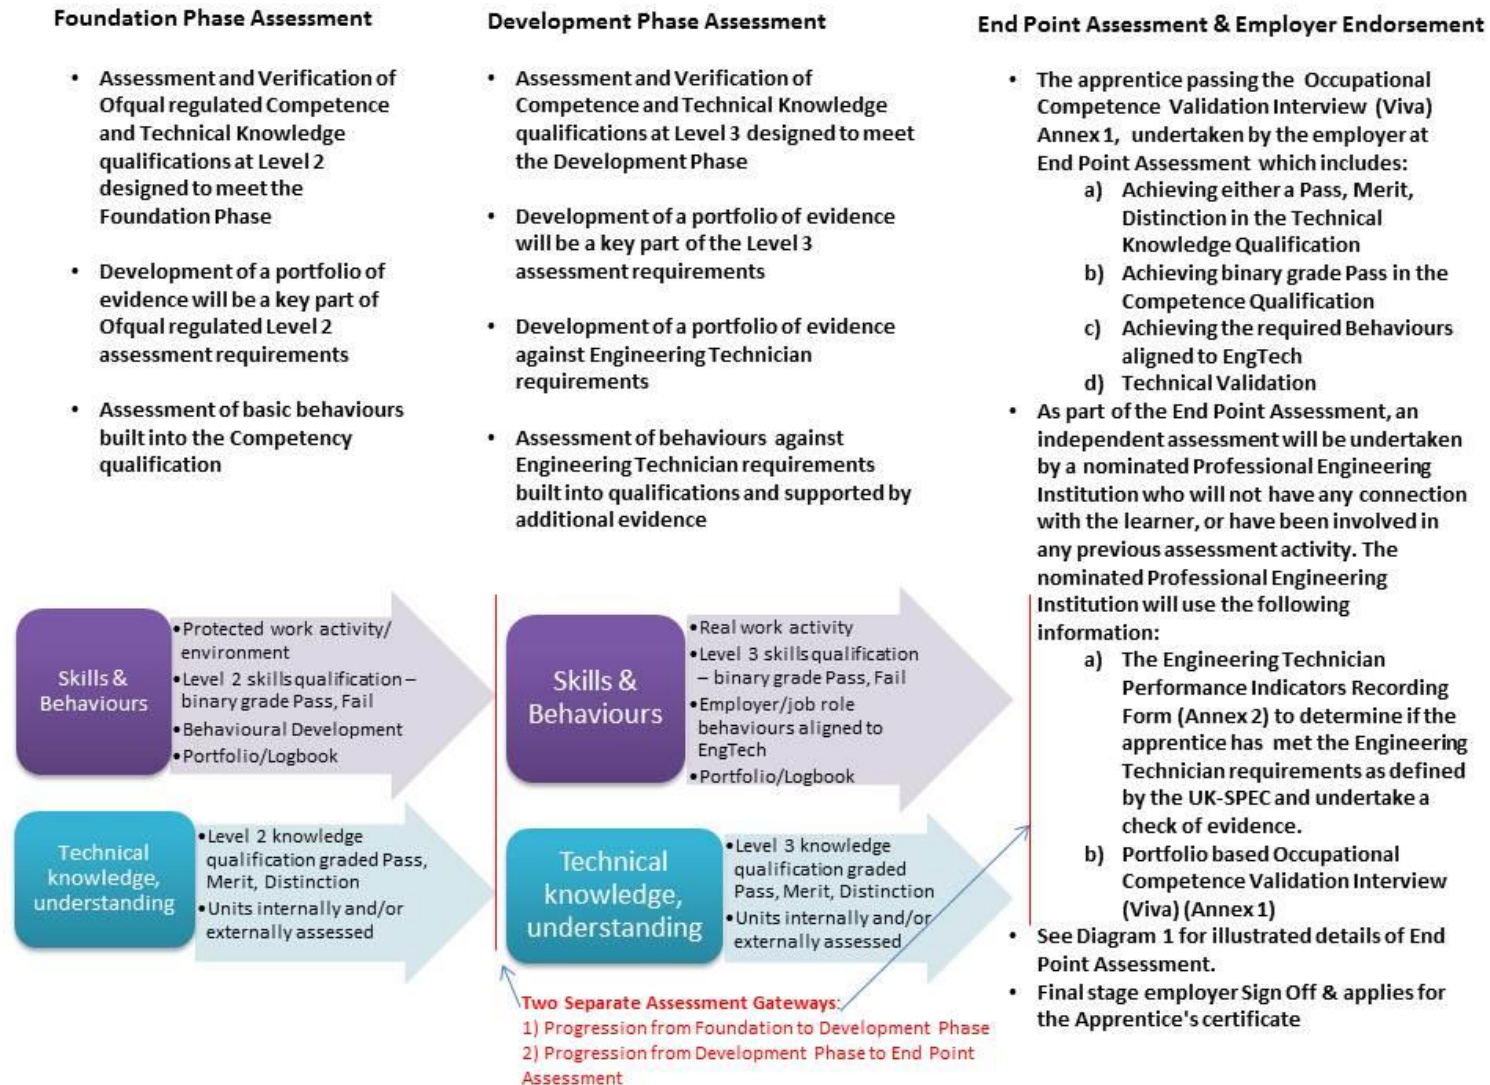 Foundation Phase Assessment
• Assessment and Verification of
Ofqual regulated Competence
and Technical Knowledge
qualifications at Level 2
designed to meet the
Foundation Phase
• Development of a portfolio of
evidence will be a key part of
Ofqual regulated Level 2
assessment requirements
• Assessment of basic behaviours
built into the Competency
qualification
Development Phase Assessment
• Assessment and Verification of
Competence and Technical Knowledge
qualifications at Level 3 designed to meet
the Development Phase
• Development of a portfolio of evidence
will be a key part of the Level 3
assessment requirements
• Development of a portfolio of evidence
against Engineering Technician
requirements
• Assessment of behaviours against
Engineering Technician requirements
built into qualifications and supported by
additional evidence
End Point Assessment & Employer Endorsement
• The apprentice passing the Occupational
Competence Validation Interview (Viva)
Annex 1, undertaken by the employer at
End Point Assessment which includes:
a) Achieving either a Pass, Merit,
Distinction in the Technical
Knowledge Qualification
b) Achieving binary grade Pass in the
Competence Qualification
c) Achieving the required Behaviours
aligned to EngTech
d) Technical Validation
• As part of the End Point Assessment, an
independent assessment will be undertaken
by a nominated Professional Engineering
Institution who will not have any connection
with the learner, or have been involved in
any previous assessment activity. The
nominated Professional Engineering
Institution will use the following
information:
a) The Engineering Technician
Performance Indicators Recording
Form (Annex 2) to determine if the
apprentice has met the Engineering
Technician requirements as defined
by the UK-SPEC and undertake a
check of evidence.
b) Portfolio based Occupational
Competence Validation Interview
(Viva) (Annex 1)
• See Diagram 1 for illustrated details of End
Point Assessment.
• Final stage employer Sign Off & applies for
the Apprentice's certificate
Skills &
Behaviours
•Protected work activity/
environment
•Level 2 skills qualification –
binary grade Pass, Fail
•Behavioural Development
•Portfolio/Logbook
Skills &
Behaviours
•Real work activity
•Level 3 skills qualification
– binary grade Pass, Fail
•Employer/job role
behaviours aligned to
EngTech
•Portfolio/Logbook
Technical
knowledge,
understanding
•Level 2 knowledge
qualification graded Pass,
Merit, Distinction
•Units internally and/or
externally assessed
Technical
knowledge,
understanding
•Level 3 knowledge
qualification graded
Pass, Merit, Distinction
•Units internally and/or
externally assessed
Two Separate Assessment Gateways:
1) Progression from Foundation to Development Phase
2) Progression from Development Phase to End Point
Assessment